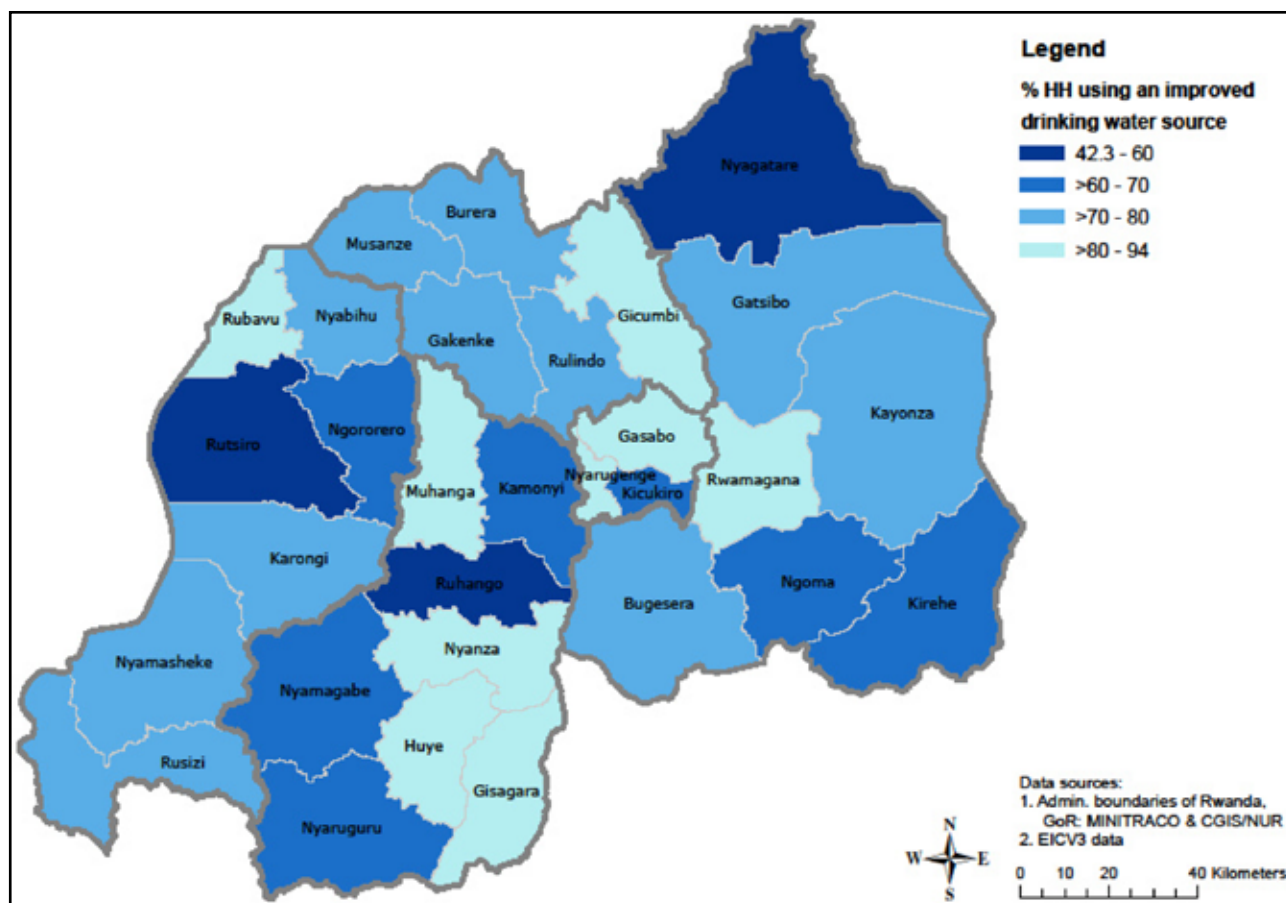 Legend
% HH using an improved
drinking water source
42.3 - 60
>60 - 70
>70 - 80
>80 - 94
Nyagatare
Burera
Musanze
Gatsibo
Rubavu
Nyabihu
Gicumbi
Gakenke
Rulindo
Kayonza
Ngororero
Gasabo
Rutsiro
Nyarugenge
Rwamagana
Muhanga
Kamonyi
Kicukiro
Karongi
Ruhango
Ngoma
Bugesera
Kirehe
Nyanza
Nyamasheke
Nyamagabe
Huye
Rusizi
Gisagara
Nyaruguru
Data sources:
1. Admin. boundaries of Rwanda,
GoR: MINITRACO & CGIS/NUR
2. EICV3 data
N
W E
S
0 10 20 40 Kilometers